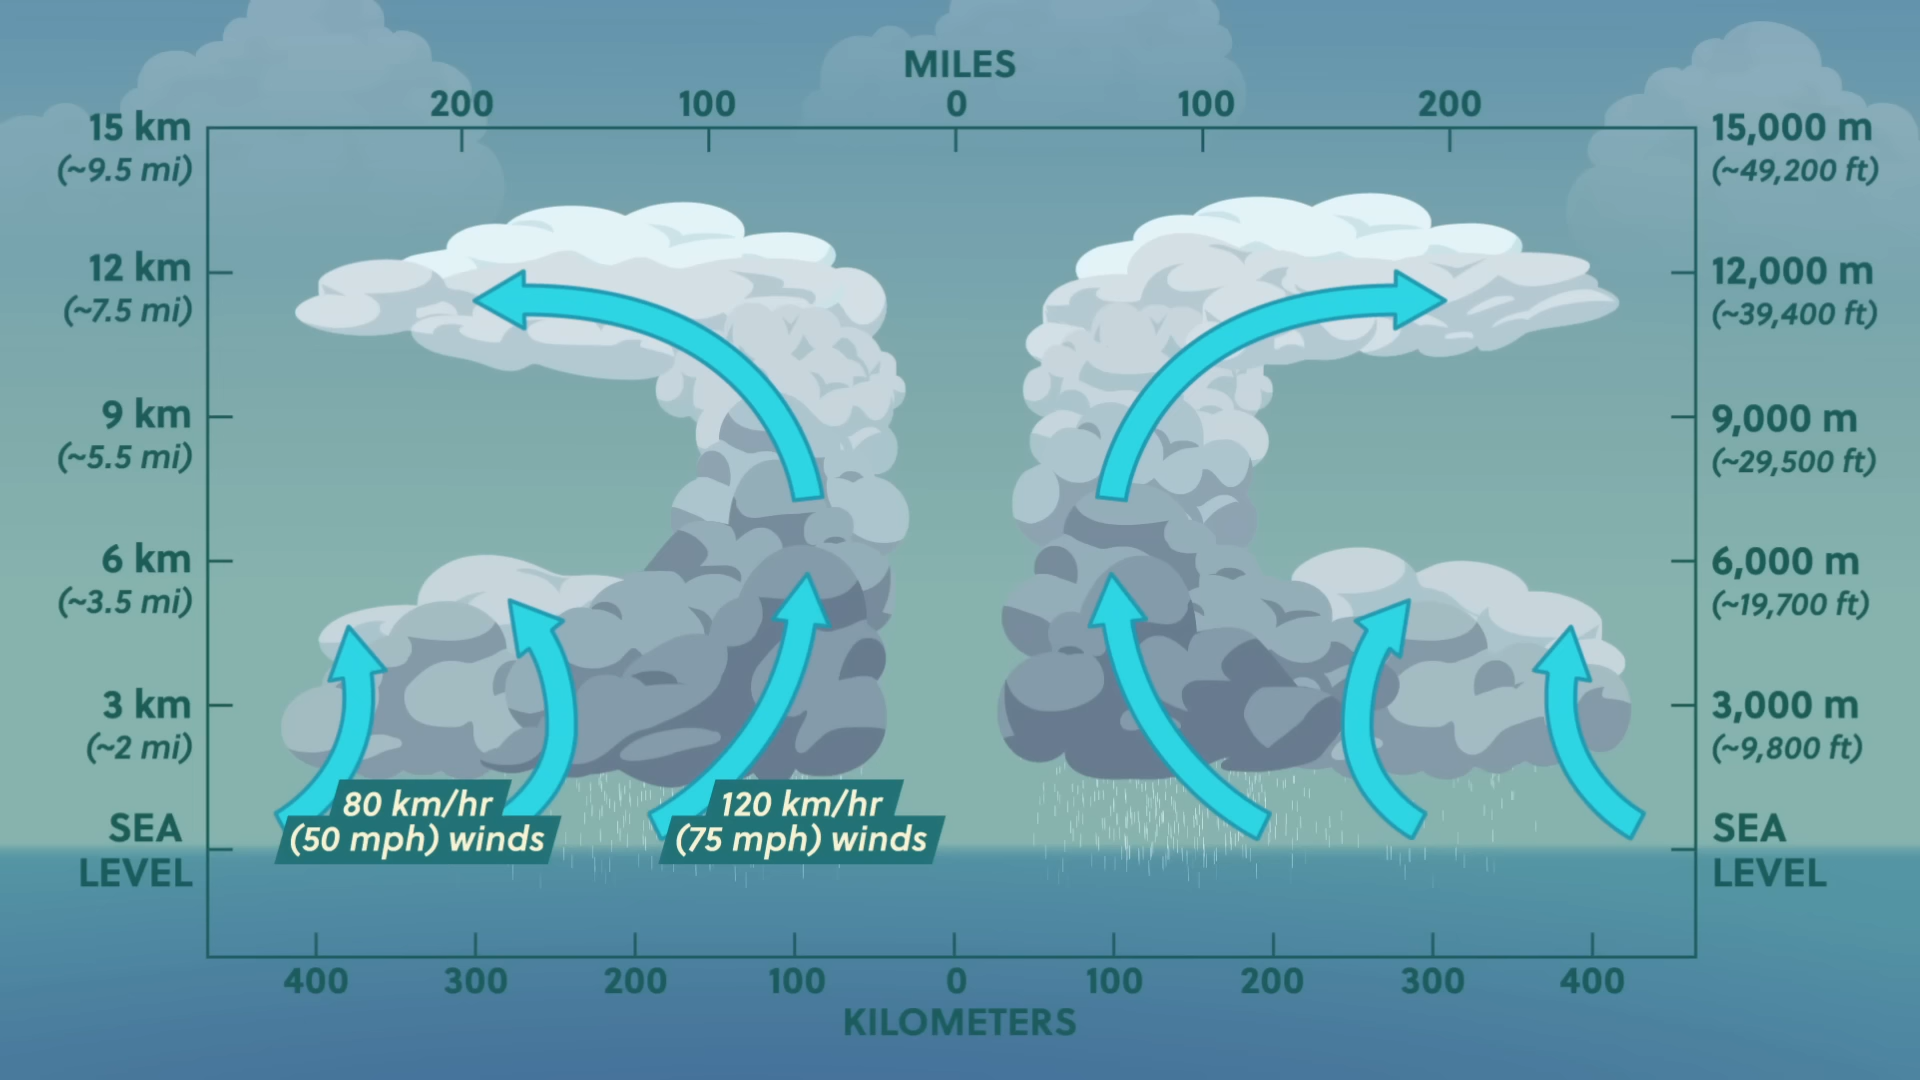 MILES
200 100 0 100 200
15 km
(~9.5 mi)
12 km
(~7.5 mi)
9 km
(~5.5 mi)
6 km
(~3.5 mi)
3 km
(~2 mi)
SEA
LEVEL
15,000 m
(~49,200 ft)
12,000 m
(~39,400 ft)
9,000 m
(~29,500 ft)
6,000 m
(~19,700 ft)
3,000 m
(~9,800 ft)
SEA
LEVEL
80 km/hr
(50 mph) winds
120 km/hr
(75 mph) winds
400 300 200 100 0 100 200 300 400
KILOMETERS